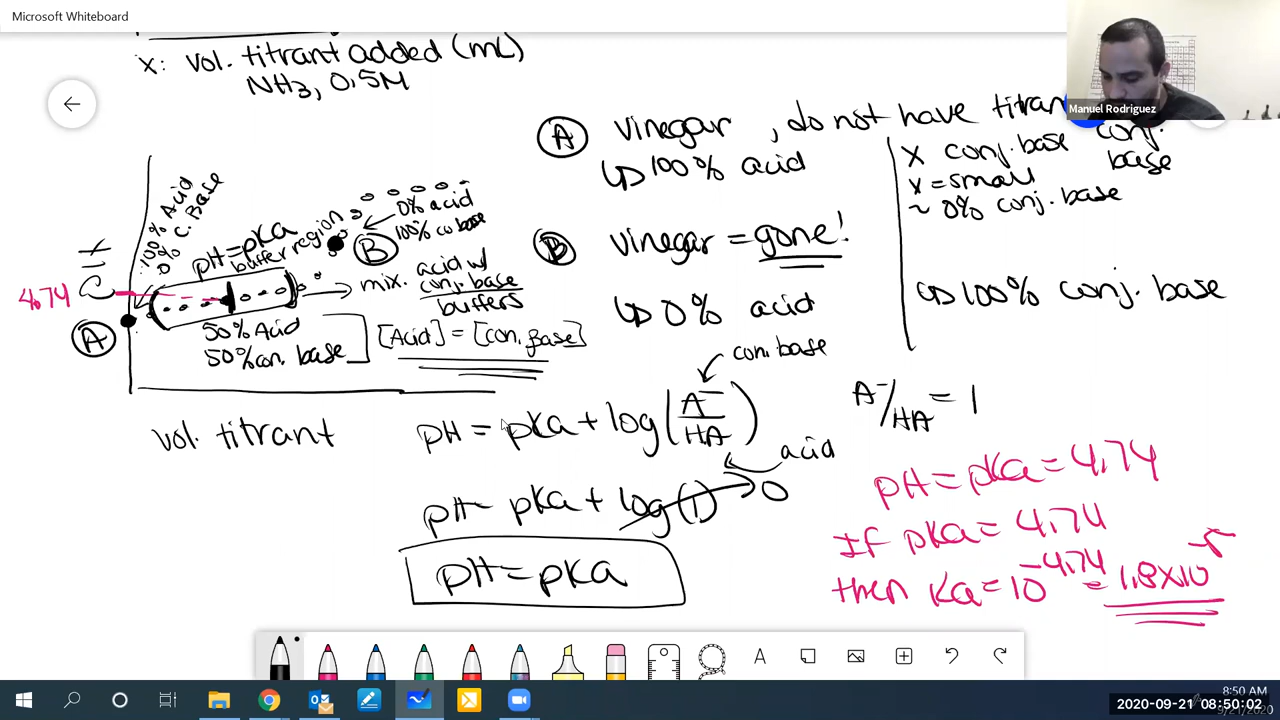 Microsoft Whiteboard
x: vol. titrant added (mL)
NH3, 0.5M
Manuel Rodriguez
A vinegar, do not have titran
↳ 100% acid
X conj. base
conj. base
x = small
~ 0% conj. base
B vinegar = gone!
↳ 0% acid
↳ 100% conj. base
~100% Acid
0% C. Base
pH=pKa
buffer region
0% acid
100% co base
B
mix. acid w/
conj. base
buffers
4.74
A
50% Acid
50% con. base
[Acid] = [con. Base]
vol. titrant
con. base
pH = pKa + log (A⁻/HA)
acid
pH = pKa + log (1) → 0
pH = pKa
A⁻/HA = 1
pH = pKa = 4.74
If pKa = 4.74
then Ka = 10^-4.74 = 1.8x10^-5
A
8:50 AM
2020-09-21 08:50:02